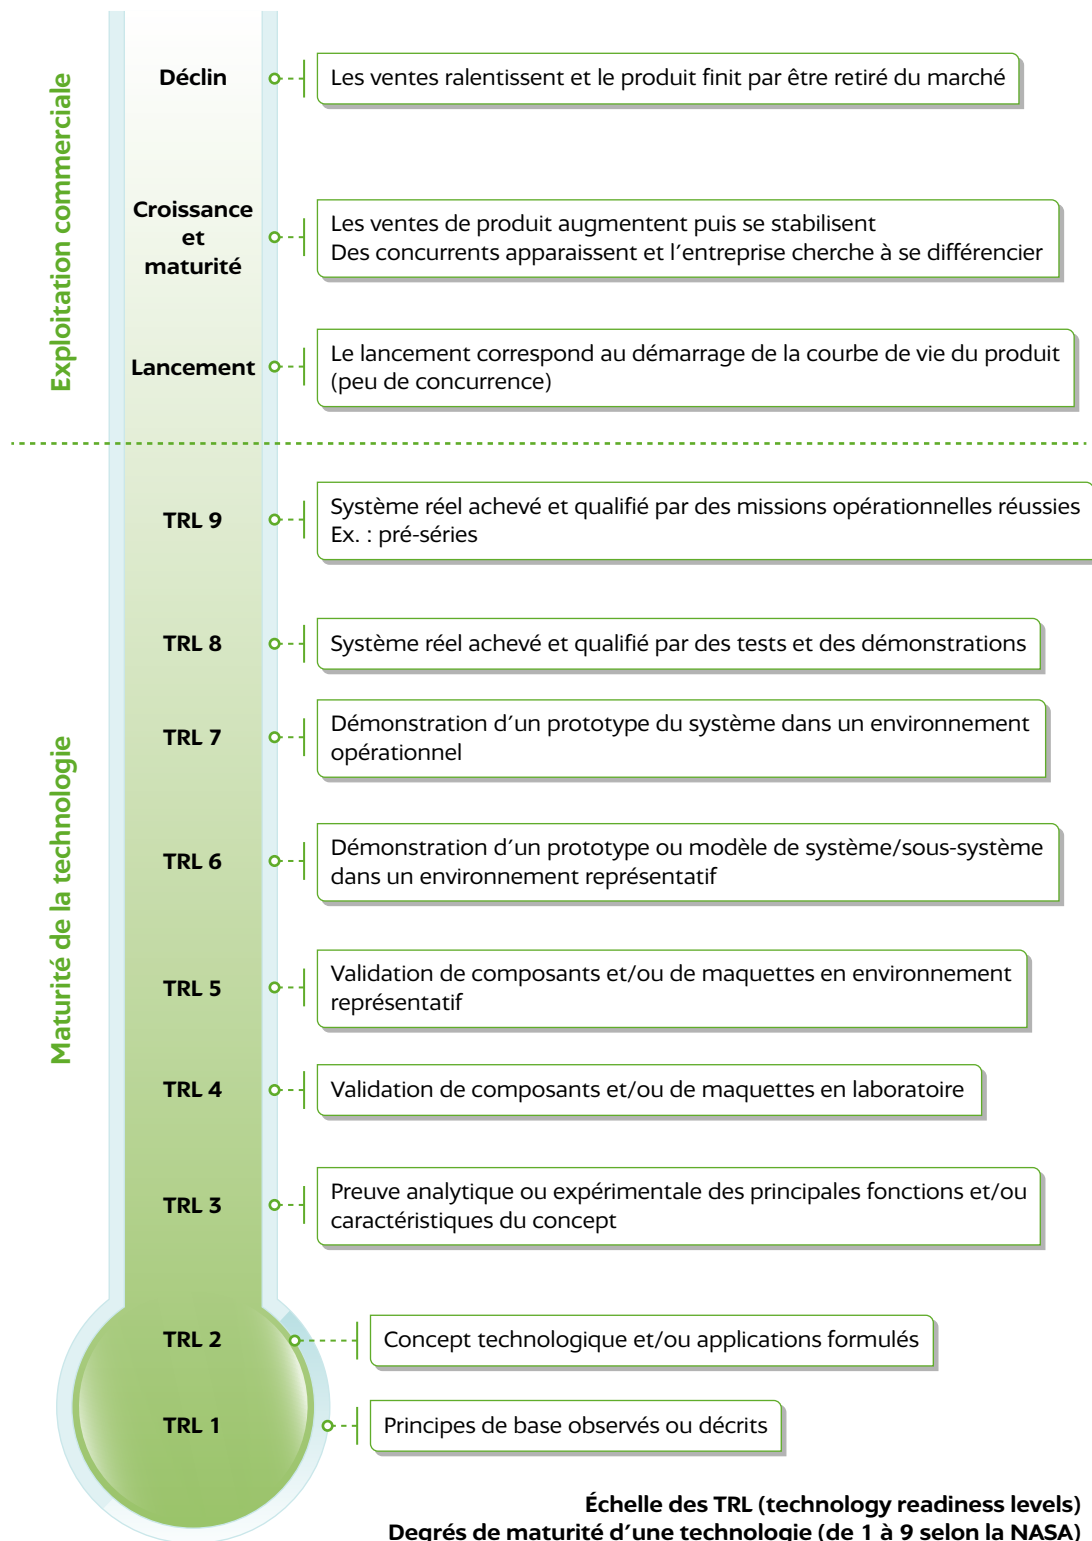 Exploitation commerciale
Déclin
Les ventes ralentissent et le produit finit par être retiré du marché
Croissance
et
maturité
Les ventes de produit augmentent puis se stabilisent
Des concurrents apparaissent et l’entreprise cherche à se différencier
Lancement
Le lancement correspond au démarrage de la courbe de vie du produit
(peu de concurrence)
Maturité de la technologie
TRL 9
Système réel achevé et qualifié par des missions opérationnelles réussies
Ex. : pré-séries
TRL 8
Système réel achevé et qualifié par des tests et des démonstrations
TRL 7
Démonstration d’un prototype du système dans un environnement
opérationnel
TRL 6
Démonstration d’un prototype ou modèle de système/sous-système
dans un environnement représentatif
TRL 5
Validation de composants et/ou de maquettes en environnement
représentatif
TRL 4
Validation de composants et/ou de maquettes en laboratoire
TRL 3
Preuve analytique ou expérimentale des principales fonctions et/ou
caractéristiques du concept
TRL 2
Concept technologique et/ou applications formulés
TRL 1
Principes de base observés ou décrits
Échelle des TRL (technology readiness levels)
Degrés de maturité d’une technologie (de 1 à 9 selon la NASA)